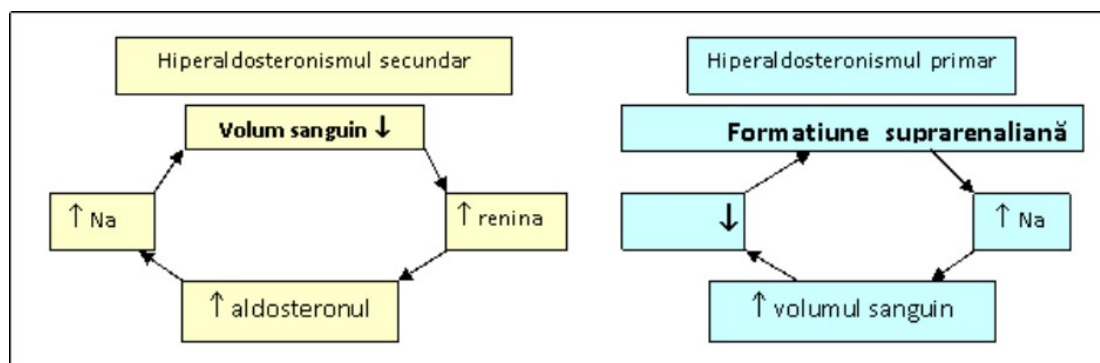 Hiperaldosteronismul secundar
Volum sanguin ↓
↑ Na
↑ renina
↑ aldosteronul
Hiperaldosteronismul primar
Formatiune suprarenaliană
↓
↑ Na
↑ volumul sanguin